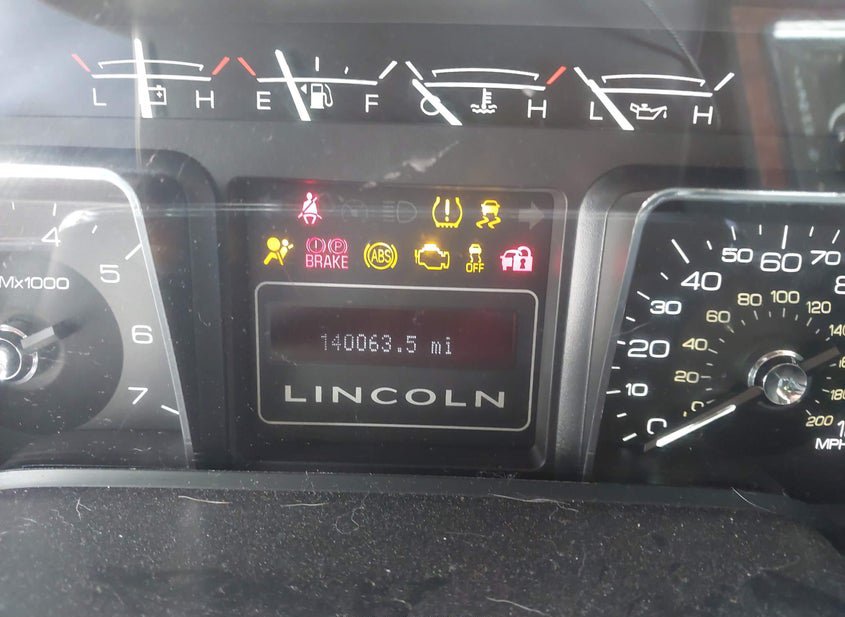 L H E F C H L H
4 5 6 7
Mx1000
BRAKE ABS OFF
140063.5 mi
LINCOLN
0 10 20 30 40 50 60 70
20 40 60 80 100 120
200
MPH